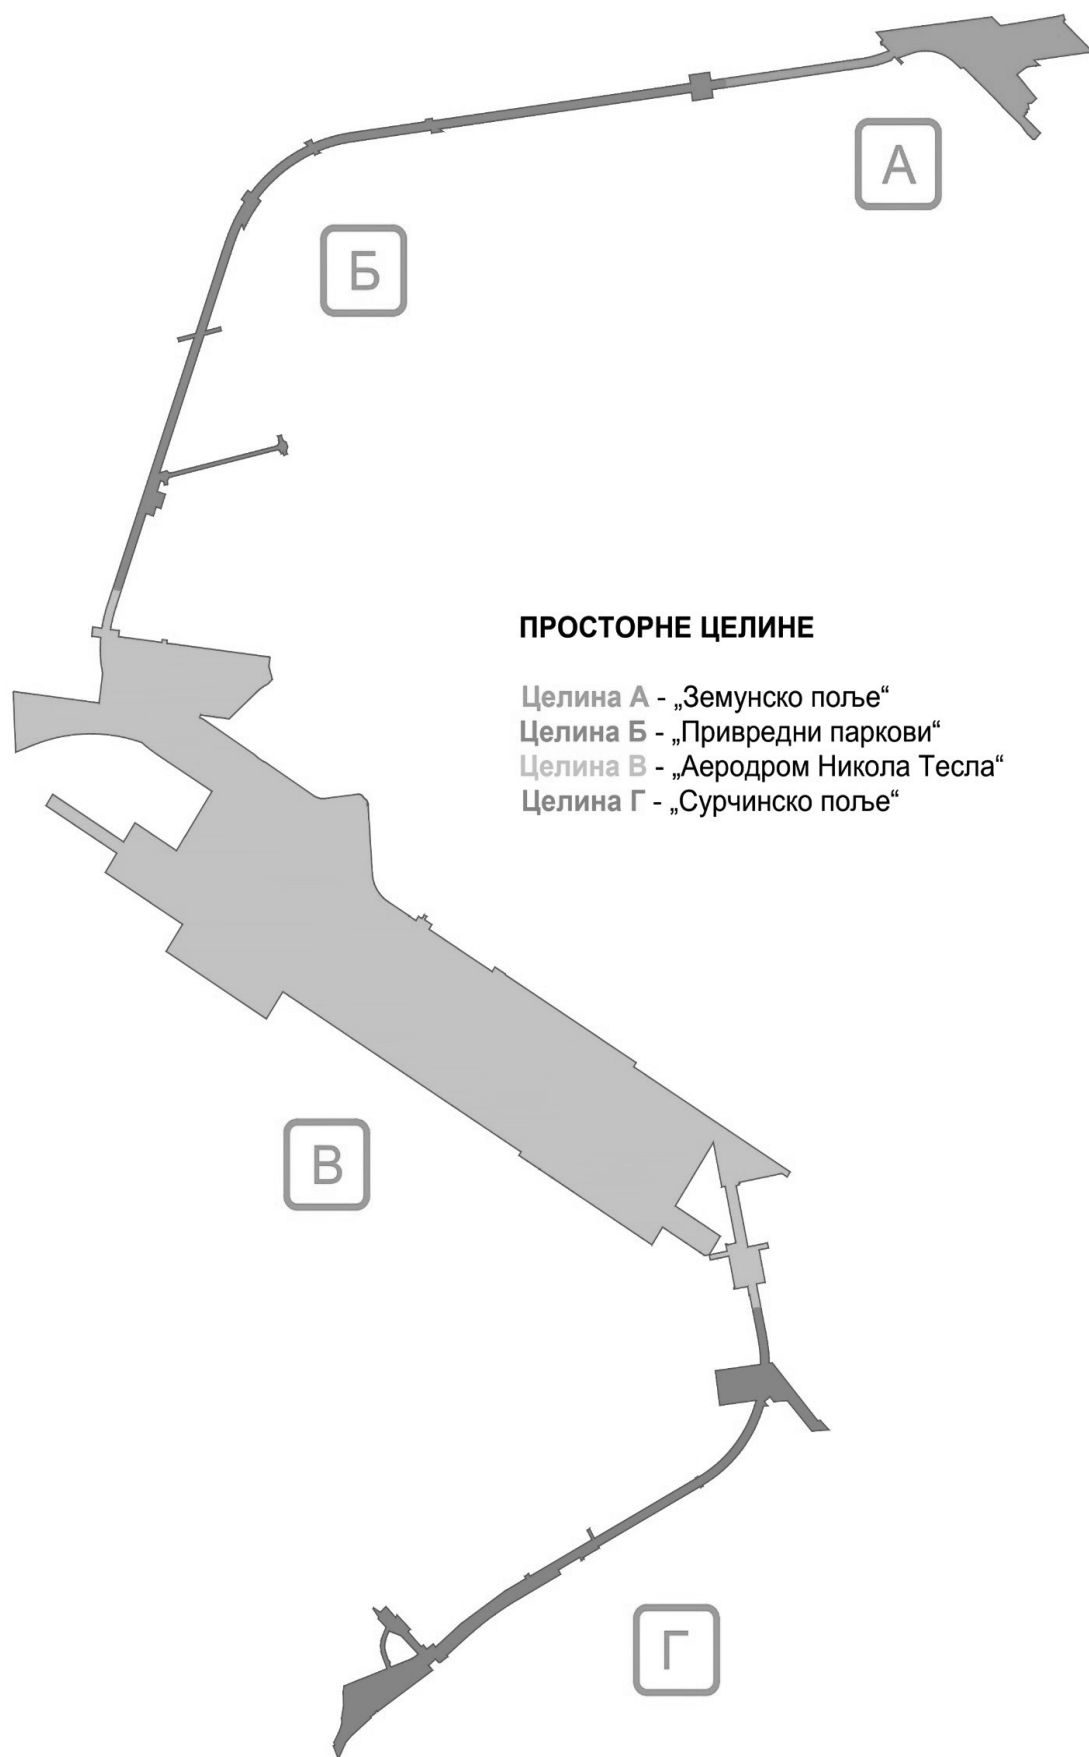 А
Б
ПРОСТОРНЕ ЦЕЛИНЕ
Целина А - „Земунско поље“
Целина Б - „Привредни паркови“
Целина В - „Аеродром Никола Тесла“
Целина Г - „Сурчинско поље“
В
Г